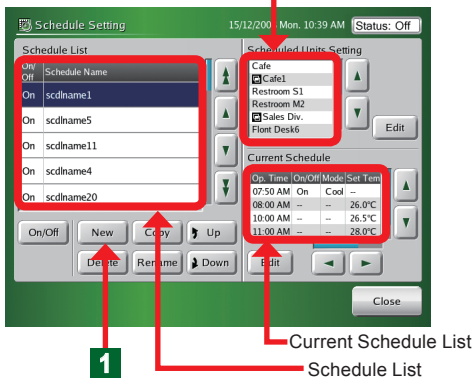 Schedule Setting
15/12/200 Mon. 10:39 AM
Status: Off
Schedule List
On/
Off
Schedule Name
On scdlname1
On scdlname5
On scdlname11
On scdlname4
On scdlname20
On/Off
New
Copy
Up
Delete
Rename
Down
Scheduled Units Setting
Cafe
Cafe1
Restroom S1
Restroom M2
Sales Div.
Flont Desk6
Edit
Current Schedule
Op. Time On/Off Mode Set Tem
07:50 AM On Cool --
08:00 AM -- -- 26.0°C
10:00 AM -- -- 26.5°C
11:00 AM -- -- 28.0°C
Edit
Close
Current Schedule List
1
Schedule List